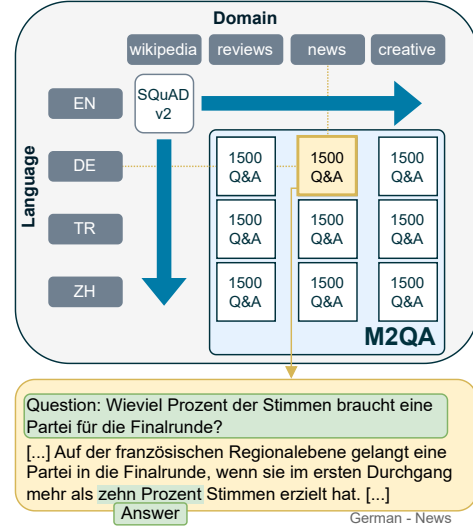 Domain
wikipedia reviews news creative
Language
EN
SQuAD
v2
DE
1500
Q&A
1500
Q&A
1500
Q&A
TR
1500
Q&A
1500
Q&A
1500
Q&A
ZH
1500
Q&A
1500
Q&A
1500
Q&A
M2QA
Question: Wieviel Prozent der Stimmen braucht eine
Partei für die Finalrunde?
[...] Auf der französischen Regionalebene gelangt eine
Partei in die Finalrunde, wenn sie im ersten Durchgang
mehr als zehn Prozent Stimmen erzielt hat. [...]
Answer
German - News